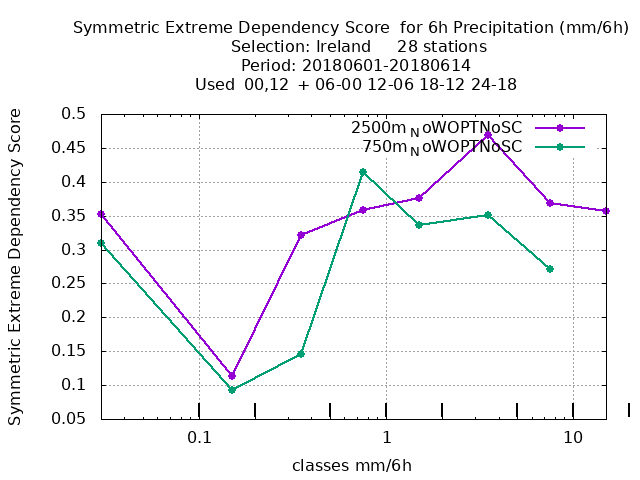 Symmetric Extreme Dependency Score  for 6h Precipitation (mm/6h)
Selection: Ireland     28 stations
Period: 20180601-20180614
Used  00,12  + 06-00 12-06 18-12 24-18
Symmetric Extreme Dependency Score
0.5
0.45
0.4
0.35
0.3
0.25
0.2
0.15
0.1
0.05
2500mNoWOPTNoSC
750mNoWOPTNoSC
0.1
1
10
classes mm/6h